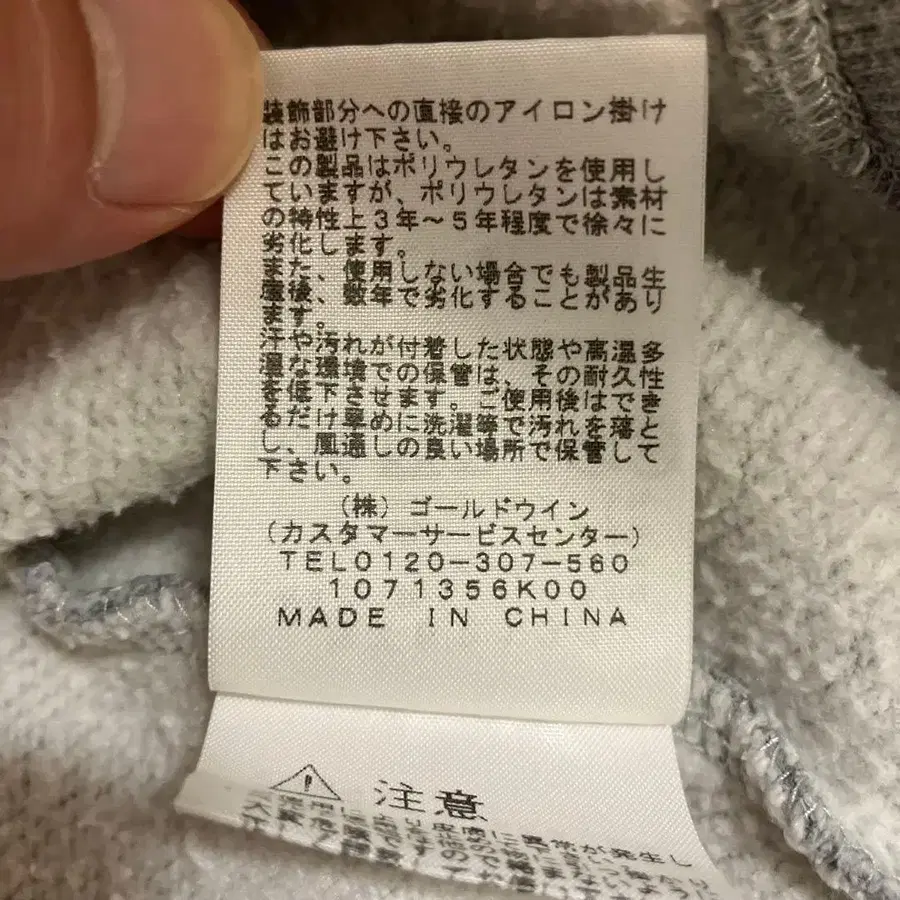 装飾部分への直接のアイロン掛け
はお避け下さい。
この製品はポリウレタンを使用し
ていますが、ポリウレタンは素材
の特性上3年〜5年程度で徐々に
劣化します。
また、使用しない場合でも製品生
産後、数年で劣化することがあり
ます。
汗や汚れが付着した状態や高温多
湿な環境での保管は、その耐久性
を低下させます。ご使用後はでき
るだけ早めに洗濯等で汚れを落と
し、風通しの良い場所で保管して
下さい。
(株)ゴールドウイン
(カスタマーサービスセンター)
TEL0120-307-560
1071356K00
MADE IN CHINA
注意
皮膚に異常が発生し